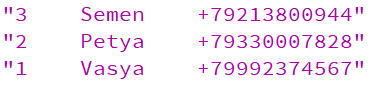 "3    Semen    +79213800944"
"2    Petya    +79330007828"
"1    Vasya    +79992374567"